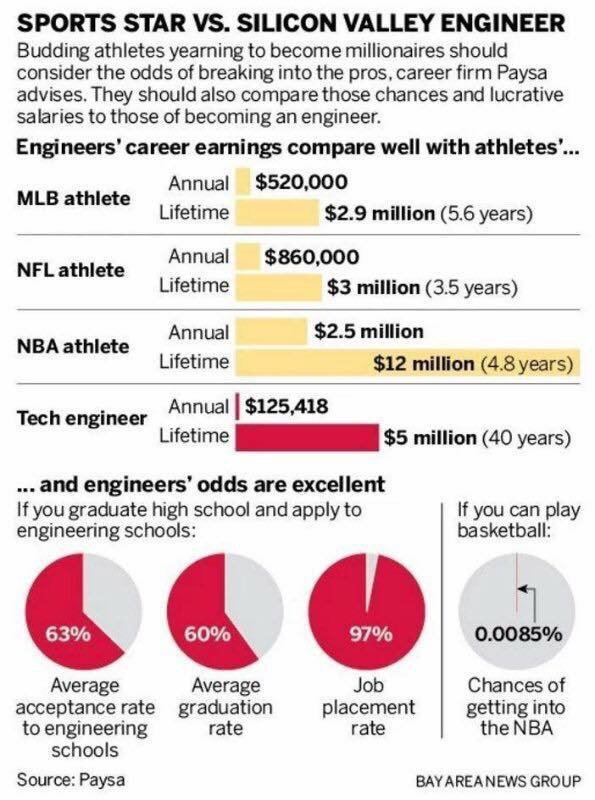 SPORTS STAR VS. SILICON VALLEY ENGINEER
Budding athletes yearning to become millionaires should
consider the odds of breaking into the pros, career firm Paysa
advises. They should also compare those chances and lucrative
salaries to those of becoming an engineer.
Engineers' career earnings compare well with athletes'...
MLB athlete
Annual $520,000
Lifetime $2.9 million (5.6 years)
NFL athlete
Annual $860,000
Lifetime $3 million (3.5 years)
NBA athlete
Annual $2.5 million
Lifetime $12 million (4.8 years)
Tech engineer
Annual $125,418
Lifetime $5 million (40 years)
... and engineers' odds are excellent
If you graduate high school and apply to
engineering schools:
63%
Average
acceptance rate
to engineering
schools
60%
Average
graduation
rate
97%
Job
placement
rate
If you can play
basketball:
0.0085%
Chances of
getting into
the NBA
Source: Paysa
BAY AREA NEWS GROUP